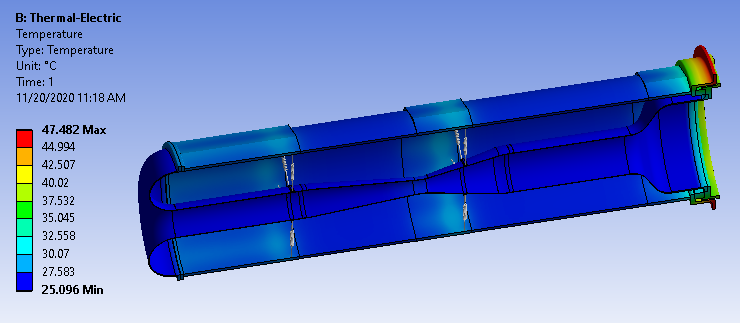 B: Thermal-Electric
Temperature
Type: Temperature
Unit: °C
Time: 1
11/20/2020 11:18 AM
47.482 Max
44.994
42.507
40.02
37.532
35.045
32.558
30.07
27.583
25.096 Min